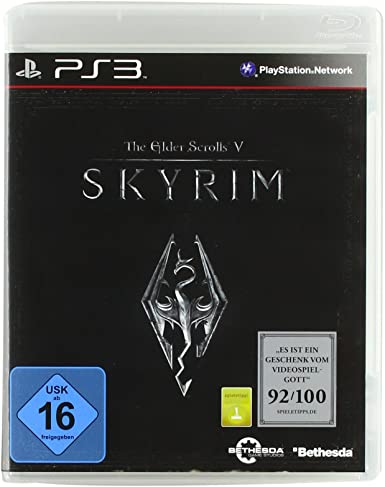 PS3
PlayStation®Network
The Elder Scrolls V
SKYRIM
„ES IST EIN
GESCHENK VOM
VIDEOSPIEL-
GOTT“
92/100
SPIELETIPPS.DE
USK
ab
16
freigegeben
1
BETHESDA
GAME STUDIOS
Bethesda